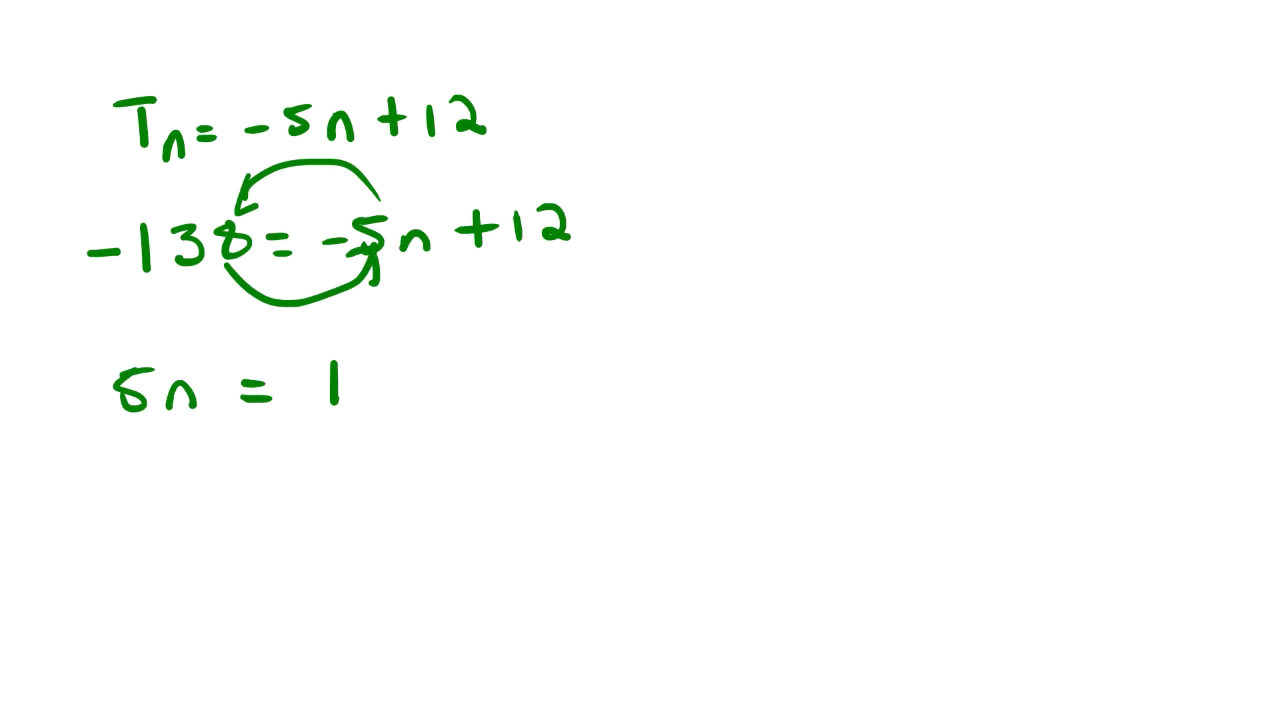 Tn = -5n + 12
-138 = -5n + 12
5n = 1